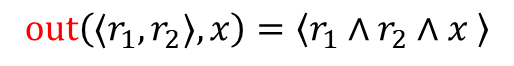 out(⟨r₁,r₂⟩,x) = ⟨r₁ ∧ r₂ ∧ x ⟩